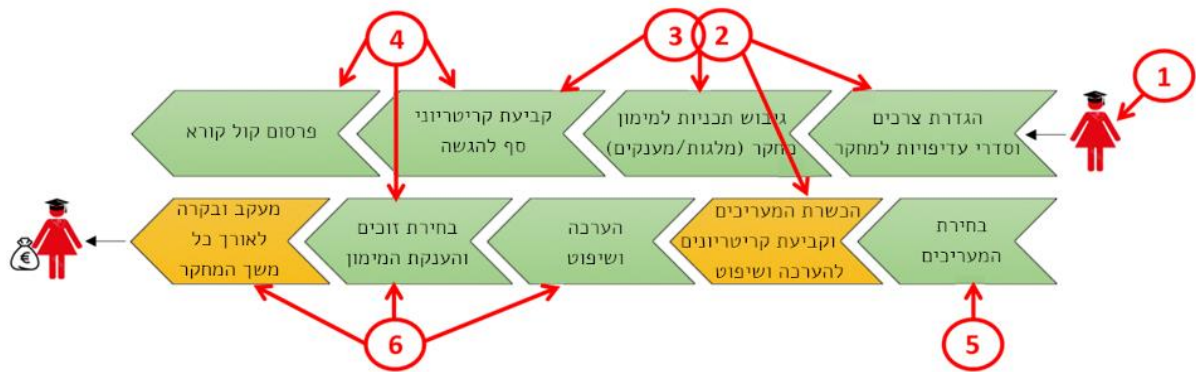 4
3
2
1
הגדרת צרכים
וסדרי עדיפויות למחקר
גיבוש תכניות למימון
מחקר (מלגות/מענקים)
קביעת קריטריוני
סף להגשה
פרסום קול קורא
בחירת
המעריכים
הכשרת המעריכים
וקביעת קריטריונים
להערכה ושיפוט
הערכה
ושיפוט
בחירת זוכים
והענקת המימון
מעקב ובקרה
לאורך כל
משך המחקר
€
6
5